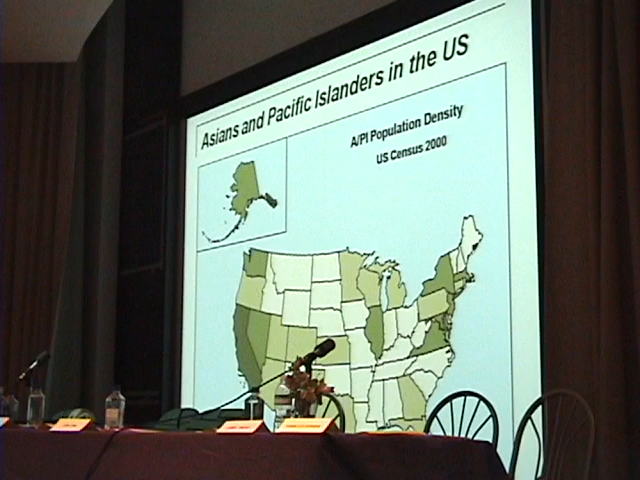 Asians and Pacific Islanders in the US
A/PI Population Density
US Census 2000